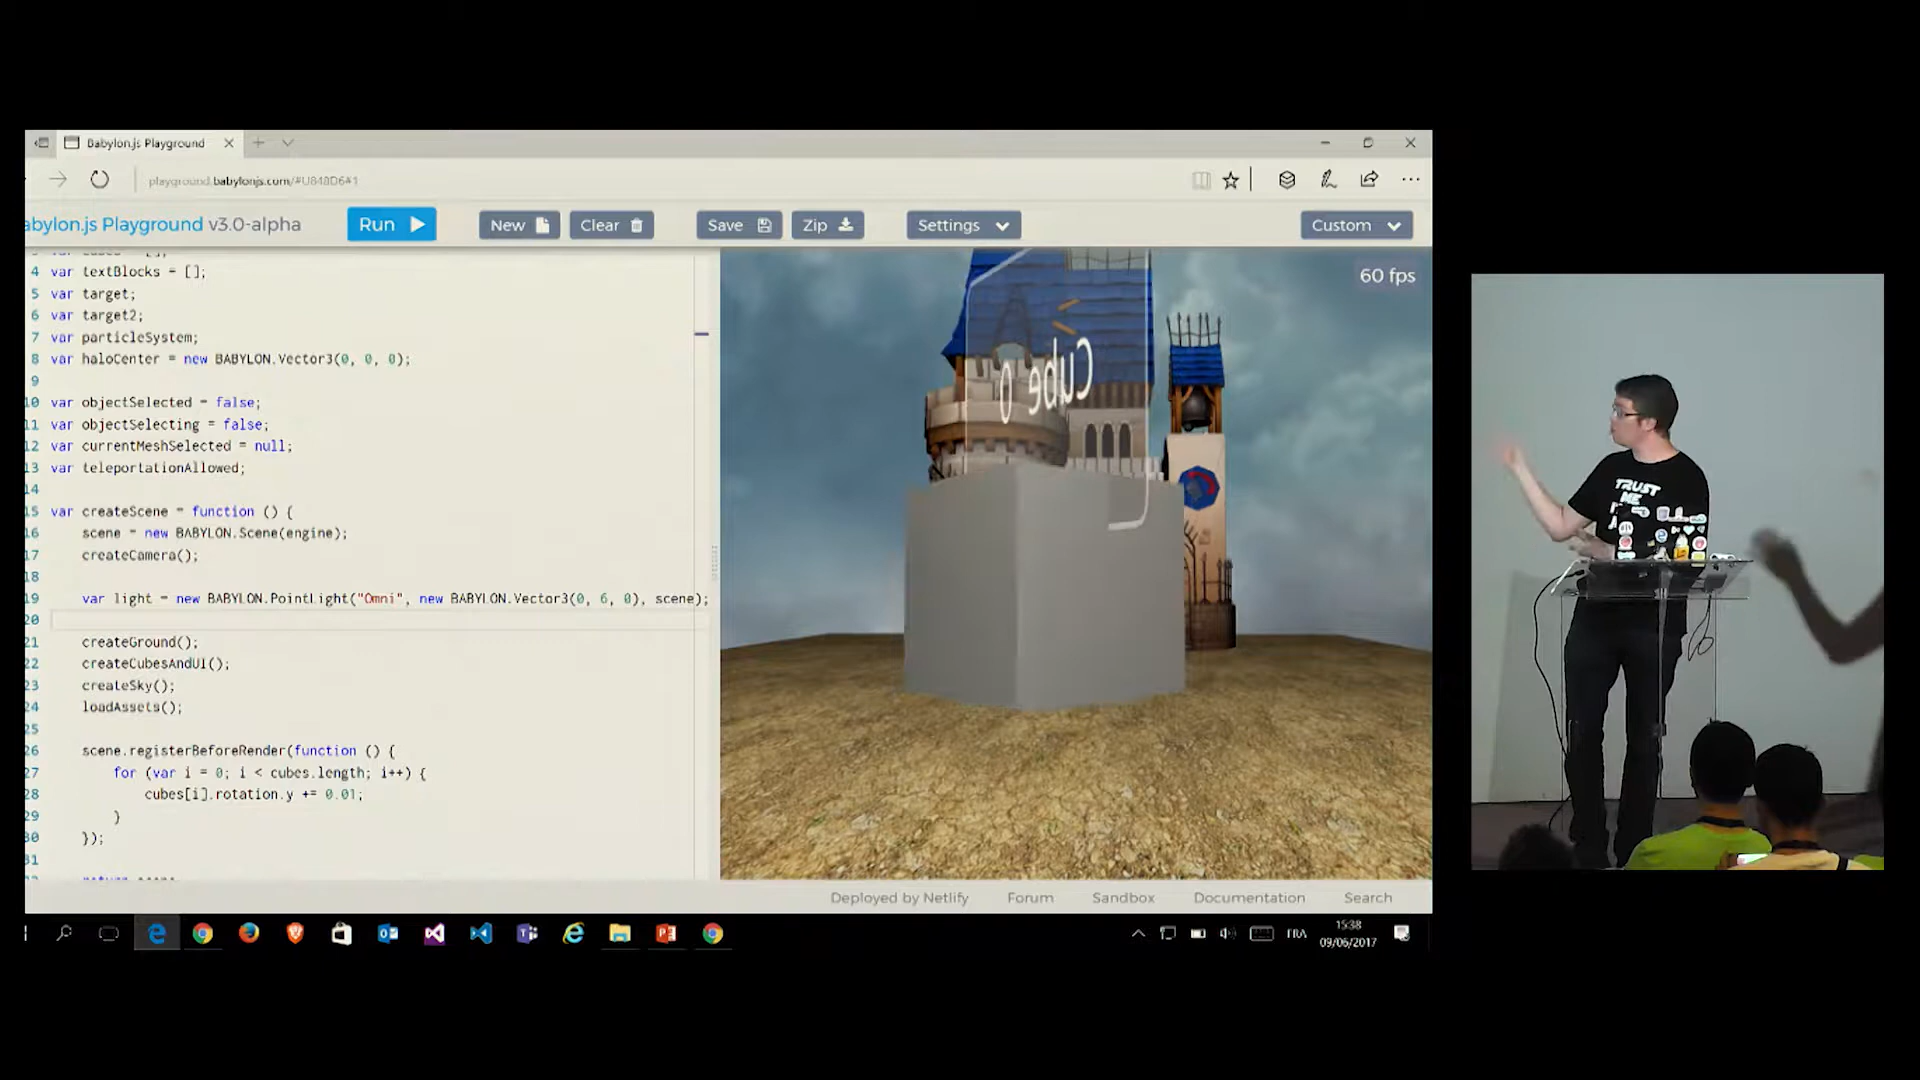 Babylon.js Playground
playground.babylonjs.com/#U848D6#1
abylon.js Playground v3.0-alpha
Run
New
Clear
Save
Zip
Settings
Custom
4 var textBlocks = [];
5 var target;
6 var target2;
7 var particleSystem;
8 var haloCenter = new BABYLON.Vector3(0, 0, 0);
9
10 var objectSelected = false;
11 var objectSelecting = false;
12 var currentMeshSelected = null;
13 var teleportationAllowed;
14
15 var createScene = function () {
16 scene = new BABYLON.Scene(engine);
17 createCamera();
18
19 var light = new BABYLON.PointLight("Omni", new BABYLON.Vector3(0, 6, 0), scene);
20
21 createGround();
22 createCubesAndUI();
23 createSky();
24 loadAssets();
25
26 scene.registerBeforeRender(function () {
27 for (var i = 0; i < cubes.length; i++) {
28 cubes[i].rotation.y += 0.01;
29 }
30 });
31
60 fps
Cube 0
Deployed by Netlify
Forum
Sandbox
Documentation
Search
FRA
15:38
09/06/2017
TRUST
ME